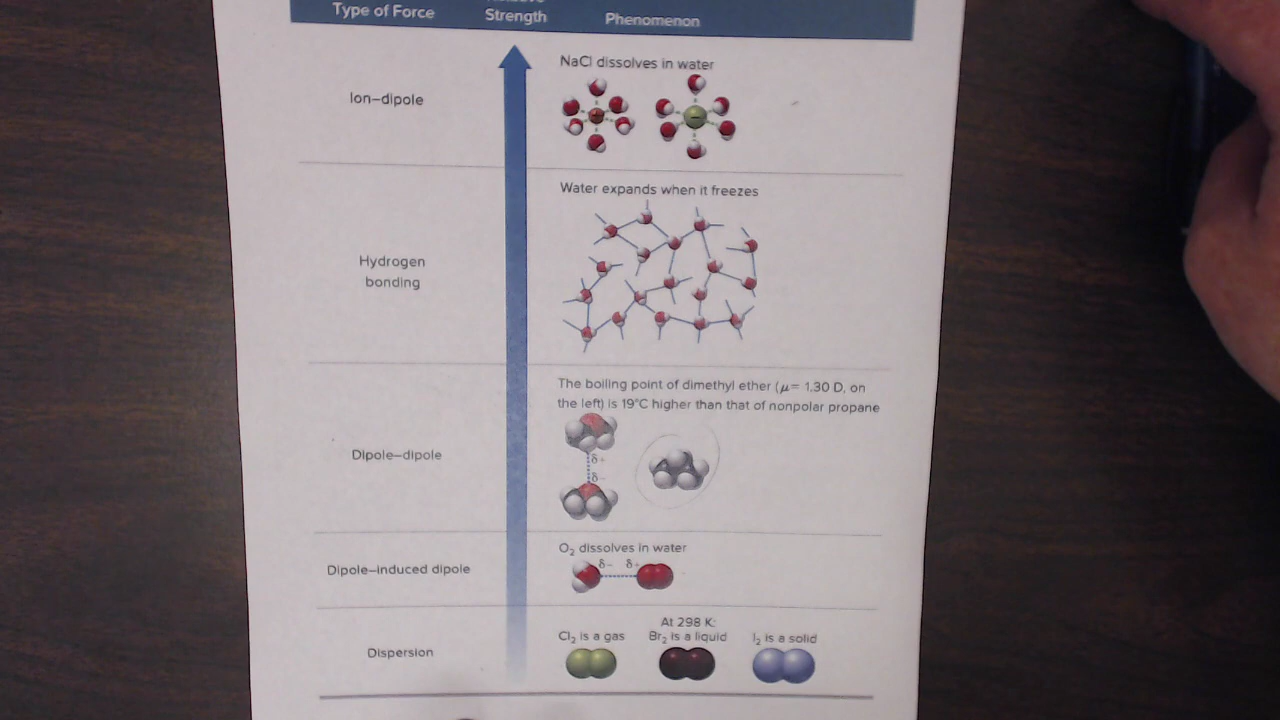 Type of Force
Strength
Phenomenon
Ion–dipole
NaCl dissolves in water
+
−
Hydrogen
bonding
Water expands when it freezes
Dipole–dipole
The boiling point of dimethyl ether (μ = 1.30 D, on
the left) is 19°C higher than that of nonpolar propane
δ+
δ−
Dipole–induced dipole
O₂ dissolves in water
δ− δ+
Dispersion
At 298 K:
Cl₂ is a gas Br₂ is a liquid I₂ is a solid